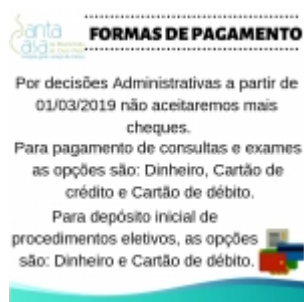 Santa
Casa
FORMAS DE PAGAMENTO
Por decisões Administrativas a partir de
01/03/2019 não aceitaremos mais
cheques.
Para pagamento de consultas e exames
as opções são: Dinheiro, Cartão de
crédito e Cartão de débito.
Para depósito inicial de
procedimentos eletivos, as opções
são: Dinheiro e Cartão de débito.